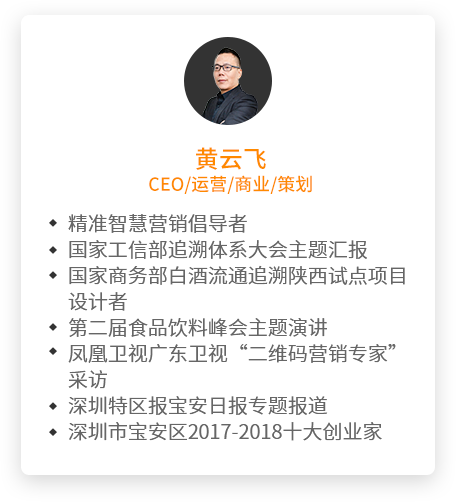 黄云飞
CEO/运营/商业/策划
精准智慧营销倡导者
国家工信部追溯体系大会主题汇报
国家商务部白酒流通追溯陕西试点项目
设计者
第二届食品饮料峰会主题演讲
凤凰卫视广东卫视“二维码营销专家”
采访
深圳特区报宝安日报专题报道
深圳市宝安区2017-2018十大创业家